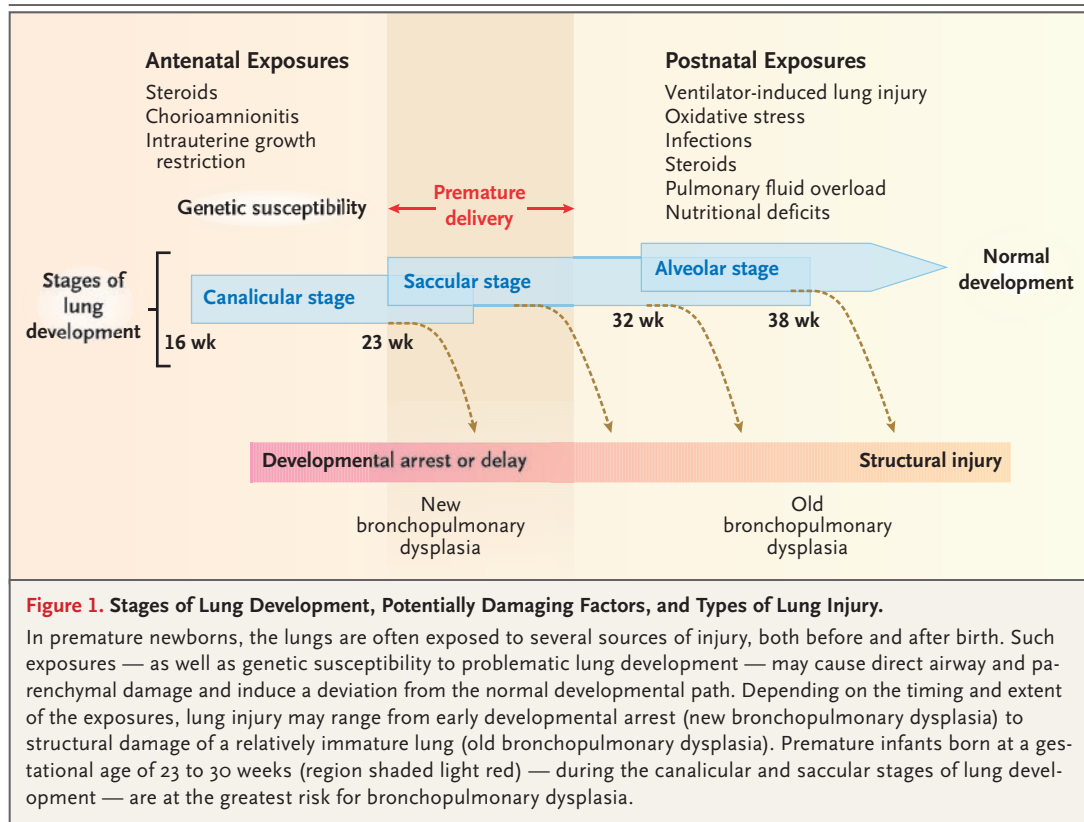 Antenatal Exposures
Steroids
Chorioamnionitis
Intrauterine growth
restriction
Genetic susceptibility
Premature
delivery
Postnatal Exposures
Ventilator-induced lung injury
Oxidative stress
Infections
Steroids
Pulmonary fluid overload
Nutritional deficits
Stages of
lung
development
Canalicular stage
Saccular stage
Alveolar stage
Normal
development
16 wk
23 wk
32 wk
38 wk
Developmental arrest or delay
Structural injury
New
bronchopulmonary
dysplasia
Old
bronchopulmonary
dysplasia
Figure 1. Stages of Lung Development, Potentially Damaging Factors, and Types of Lung Injury.
In premature newborns, the lungs are often exposed to several sources of injury, both before and after birth. Such
exposures — as well as genetic susceptibility to problematic lung development — may cause direct airway and pa-
renchymal damage and induce a deviation from the normal developmental path. Depending on the timing and extent
of the exposures, lung injury may range from early developmental arrest (new bronchopulmonary dysplasia) to
structural damage of a relatively immature lung (old bronchopulmonary dysplasia). Premature infants born at a ges-
tational age of 23 to 30 weeks (region shaded light red) — during the canalicular and saccular stages of lung devel-
opment — are at the greatest risk for bronchopulmonary dysplasia.